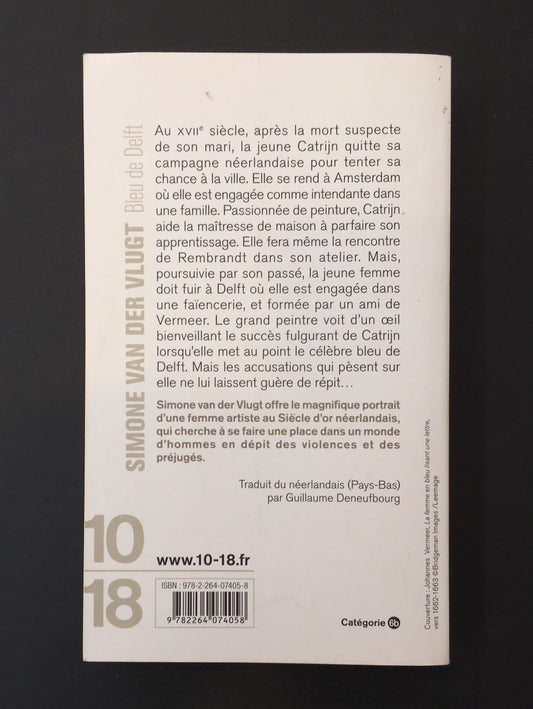 SIMONE VAN DER VLUGT Bleu de Delft
Au XVIIe siècle, après la mort suspecte
de son mari, la jeune Catrijn quitte sa
campagne néerlandaise pour tenter sa
chance à la ville. Elle se rend à Amsterdam
où elle est engagée comme intendante dans
une famille. Passionnée de peinture, Catrijn
aide la maîtresse de maison à parfaire son
apprentissage. Elle fera même la rencontre
de Rembrandt dans son atelier. Mais,
poursuivie par son passé, la jeune femme
doit fuir à Delft où elle est engagée dans
une faïencerie, et formée par un ami de
Vermeer. Le grand peintre voit d'un œil
bienveillant le succès fulgurant de Catrijn
lorsqu'elle met au point le célèbre bleu de
Delft. Mais les accusations qui pèsent sur
elle ne lui laissent guère de répit…
Simone van der Vlugt offre le magnifique portrait
d'une femme artiste au Siècle d'or néerlandais,
qui cherche à se faire une place dans un monde
d'hommes en dépit des violences et des
préjugés.
Traduit du néerlandais (Pays-Bas)
par Guillaume Deneufbourg
10
18
www.10-18.fr
ISBN : 978-2-264-07405-8
9 782264 074058
Catégorie 6b
Couverture : Johannes Vermeer, La femme en bleu lisant une lettre,
vers 1662-1663 ©Bridgeman Images /Leemage